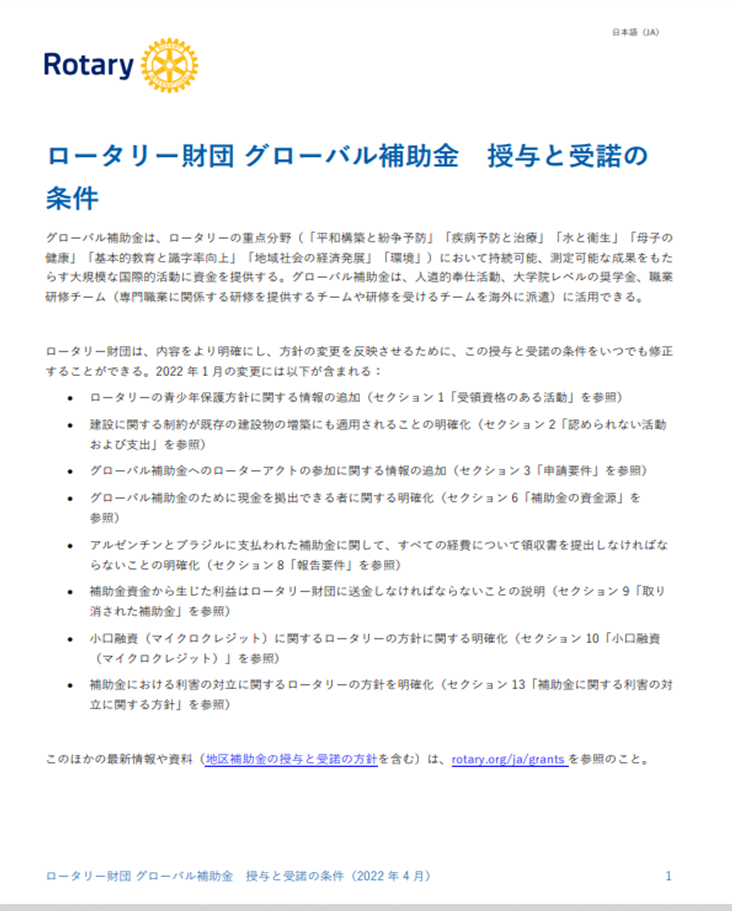 日本語（JA）
Rotary
ロータリー財団 グローバル補助金　授与と受諾の
条件
グローバル補助金は、ロータリーの重点分野（「平和構築と紛争予防」「疾病予防と治療」「水と衛生」「母子の
健康」「基本的教育と識字率向上」「地域社会の経済発展」「環境」）において持続可能、測定可能な成果をもた
らす大規模な国際的活動に資金を提供する。グローバル補助金は、人道的奉仕活動、大学院レベルの奨学金、職業
研修チーム（専門職業に関係する研修を提供するチームや研修を受けるチームを海外に派遣）に活用できる。
ロータリー財団は、内容をより明確にし、方針の変更を反映させるために、この授与と受諾の条件をいつでも修正
することができる。2022 年 1 月の変更には以下が含まれる：
• ロータリーの青少年保護方針に関する情報の追加（セクション 1「受領資格のある活動」を参照）
• 建設に関する制約が既存の建設物の増築にも適用されることの明確化（セクション 2「認められない活動
および支出」を参照）
• グローバル補助金へのローターアクトの参加に関する情報の追加（セクション 3「申請要件」を参照）
• グローバル補助金のために現金を拠出できる者に関する明確化（セクション 6「補助金の資金源」を
参照）
• アルゼンチンとブラジルに支払われた補助金に関して、すべての経費について領収書を提出しなければな
らないことの明確化（セクション 8「報告要件」を参照）
• 補助金資金から生じた利益はロータリー財団に送金しなければならないことの説明（セクション 9「取り
消された補助金」を参照）
• 小口融資（マイクロクレジット）に関するロータリーの方針に関する明確化（セクション 10「小口融資
（マイクロクレジット）」を参照）
• 補助金における利害の対立に関するロータリーの方針を明確化（セクション 13「補助金に関する利害の対
立に関する方針」を参照）
このほかの最新情報や資料（地区補助金の授与と受諾の方針を含む）は、rotary.org/ja/grants を参照のこと。
ロータリー財団 グローバル補助金　授与と受諾の条件（2022 年 4 月）　1